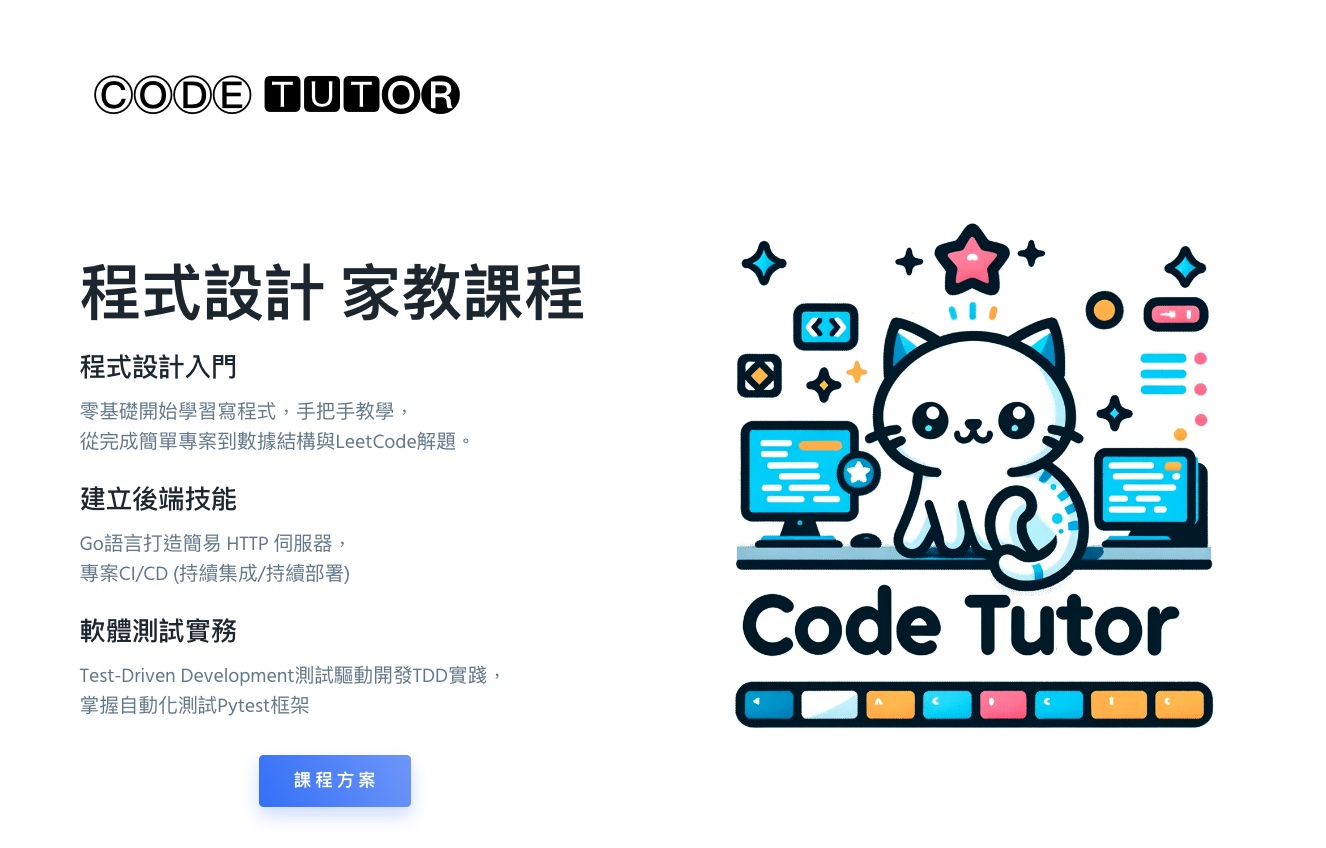 CODE TUTOR
程式設計 家教課程
程式設計入門
零基礎開始學習寫程式，手把手教學，
從完成簡單專案到數據結構與LeetCode解題。
建立後端技能
Go語言打造簡易 HTTP 伺服器，
專案CI/CD (持續集成/持續部署)
軟體測試實務
Test-Driven Development測試驅動開發TDD實踐，
掌握自動化測試Pytest框架
課程方案
Code Tutor